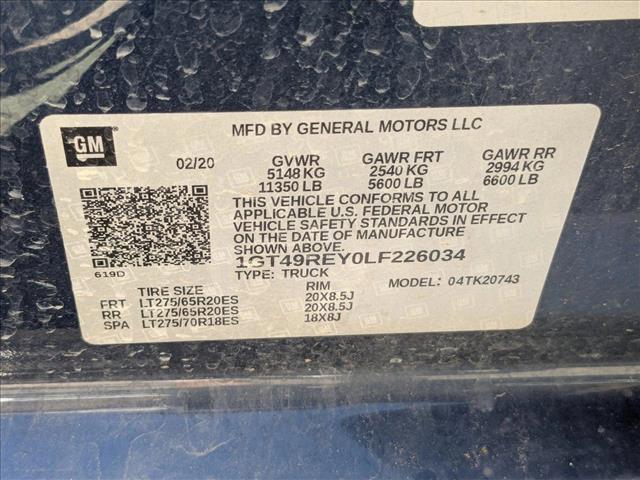 GM
MFD BY GENERAL MOTORS LLC
02/20 GVWR GAWR FRT GAWR RR
5148 KG 2540 KG 2994 KG
11350 LB 5600 LB 6600 LB
THIS VEHICLE CONFORMS TO ALL
APPLICABLE U.S. FEDERAL MOTOR
VEHICLE SAFETY STANDARDS IN EFFECT
ON THE DATE OF MANUFACTURE
SHOWN ABOVE.
1GT49REY0LF226034
619D
TYPE: TRUCK MODEL: 04TK20743
TIRE SIZE RIM
FRT LT275/65R20ES 20X8.5J
RR LT275/65R20ES 20X8.5J
SPA LT275/70R18ES 18X8J